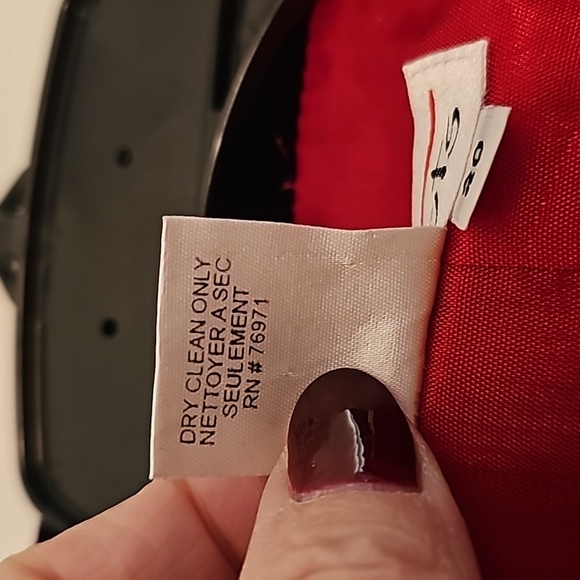 DRY CLEAN ONLY
NETTOYER A SEC
SEULEMENT
RN # 76971